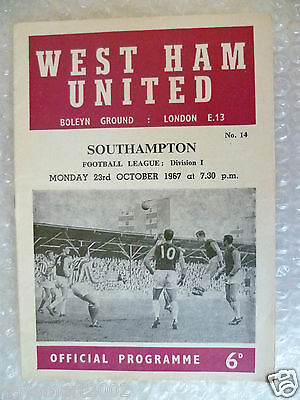 WEST HAM
UNITED
BOLEYN GROUND : LONDON E.13
No. 14
SOUTHAMPTON
FOOTBALL LEAGUE: Division I
MONDAY 23rd OCTOBER 1967 at 7.30 p.m.
10
OFFICIAL PROGRAMME 6D